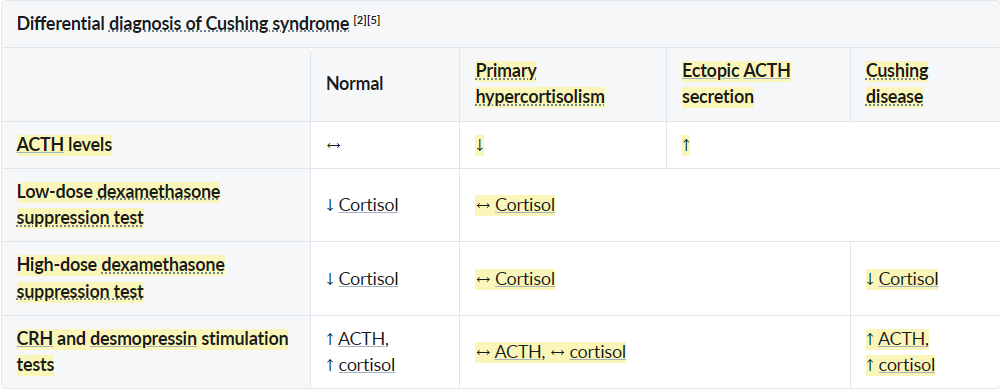 Differential diagnosis of Cushing syndrome [2][5]
Normal
Primary
hypercortisolism
Ectopic ACTH
secretion
Cushing
disease
ACTH levels
↔
↓
↑
Low-dose dexamethasone
suppression test
↓ Cortisol
↔ Cortisol
High-dose dexamethasone
suppression test
↓ Cortisol
↔ Cortisol
↓ Cortisol
CRH and desmopressin stimulation
tests
↑ ACTH,
↑ cortisol
↔ ACTH, ↔ cortisol
↑ ACTH,
↑ cortisol